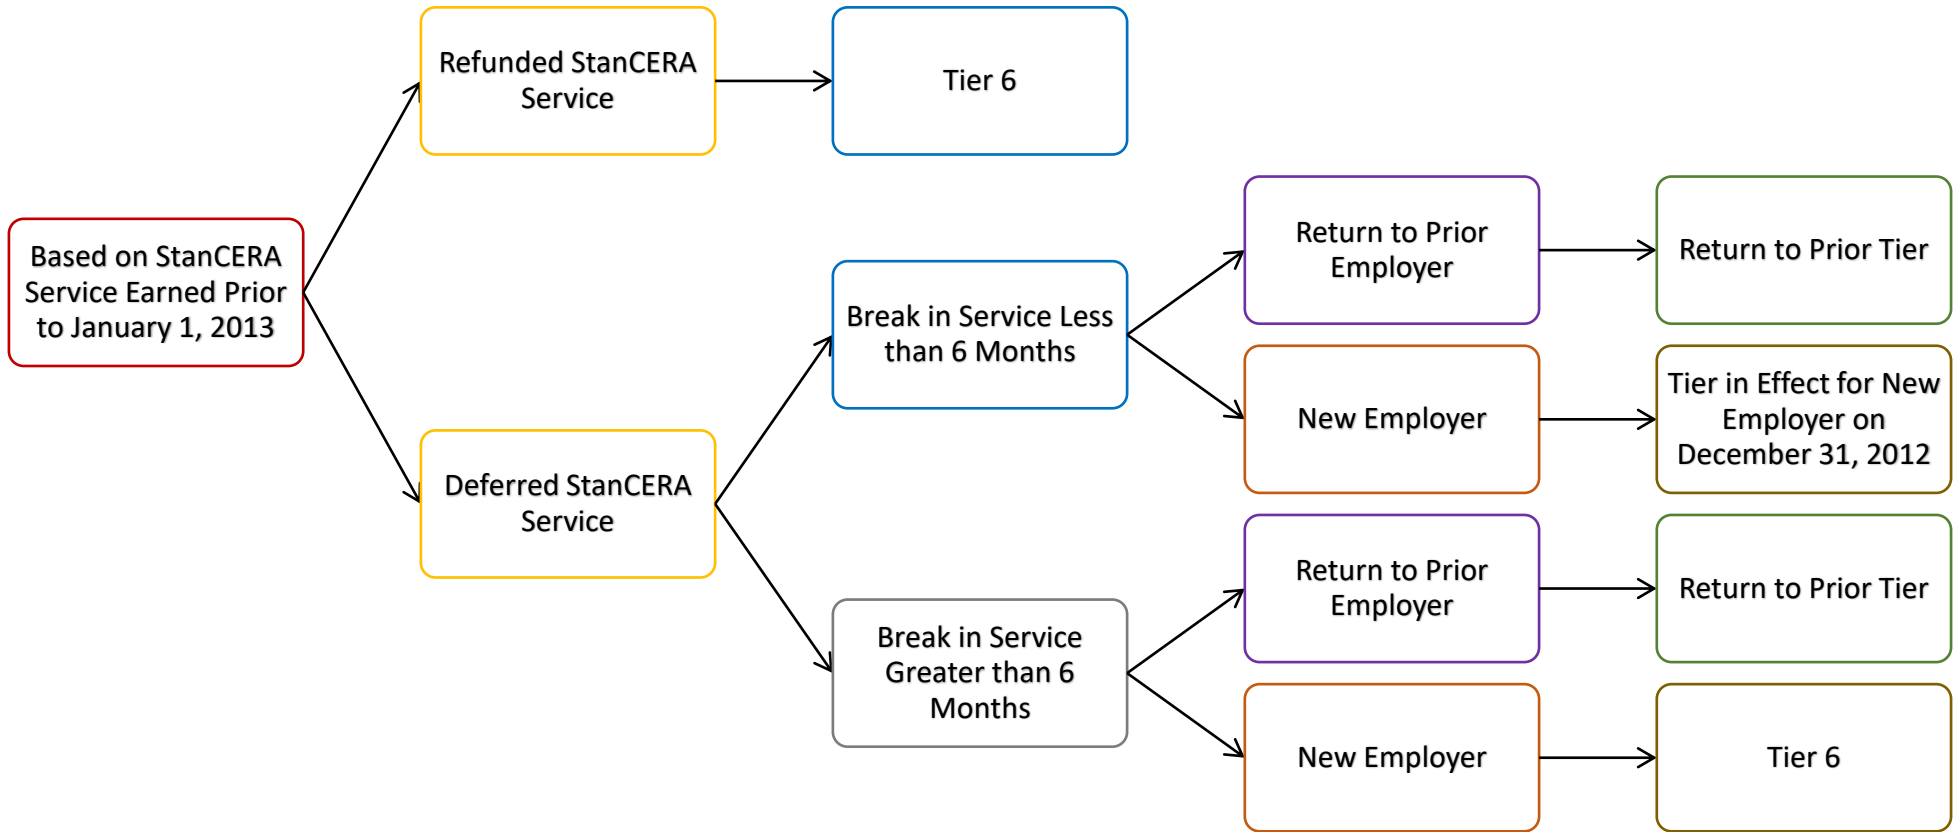 Based on StanCERA
Service Earned Prior
to January 1, 2013
Refunded StanCERA
Service
Tier 6
Deferred StanCERA
Service
Break in Service Less
than 6 Months
Return to Prior
Employer
Return to Prior Tier
New Employer
Tier in Effect for New
Employer on
December 31, 2012
Break in Service
Greater than 6
Months
Return to Prior
Employer
Return to Prior Tier
New Employer
Tier 6